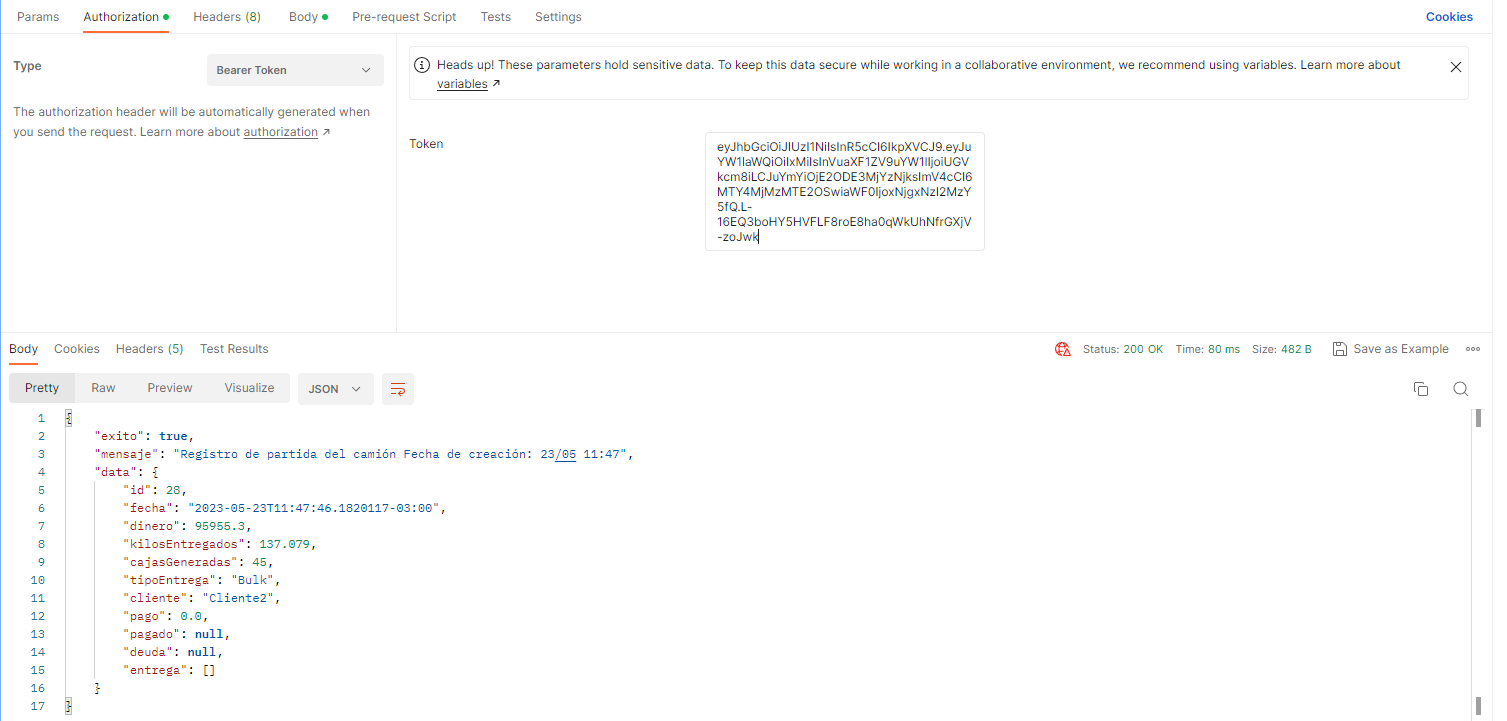 Params Authorization Headers (8) Body Pre-request Script Tests Settings Cookies
Type Bearer Token
The authorization header will be automatically generated when
you send the request. Learn more about authorization ↗
Heads up! These parameters hold sensitive data. To keep this data secure while working in a collaborative environment, we recommend using variables. Learn more about
variables ↗
Token
eyJhbGciOiJIUzI1NiIsInR5cCI6IkpXVCJ9.eyJu
YW1laWQiOiIxMiIsInVuaXF1ZV9uYW1lIjoiUGV
kcm8iLCJuYmYiOjE2ODE3MjYzNjksImV4cCI6
MTY4MjMzMTE2OSwiaWF0IjoxNjgxNzI2MzY
5fQ.L-
16EQ3boHY5HVFLF8roE8ha0qWkUhNfrGXjV
-zoJwk
Body Cookies Headers (5) Test Results Status: 200 OK Time: 80 ms Size: 482 B Save as Example
Pretty Raw Preview Visualize JSON
1 {
2 "exito": true,
3 "mensaje": "Registro de partida del camión Fecha de creación: 23/05 11:47",
4 "data": {
5 "id": 28,
6 "fecha": "2023-05-23T11:47:46.1820117-03:00",
7 "dinero": 95955.3,
8 "kilosEntregados": 137.079,
9 "cajasGeneradas": 45,
10 "tipoEntrega": "Bulk",
11 "cliente": "Cliente2",
12 "pago": 0.0,
13 "pagado": null,
14 "deuda": null,
15 "entrega": []
16 }
17 }